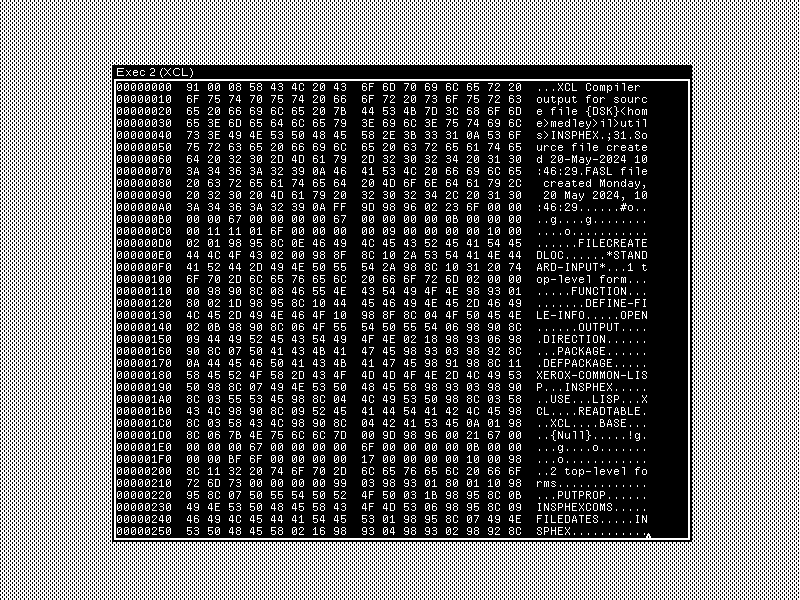 Exec 2 (XCL)
00000000 91 00 08 58 43 4C 20 43 6F 6D 70 69 6C 65 72 20 ...XCL Compiler
00000010 6F 75 74 70 75 74 20 66 6F 72 20 73 6F 75 72 63 output for sourc
00000020 65 20 66 69 6C 65 20 7B 44 53 4B 7D 3C 68 6F 6D e file {DSK}<hom
00000030 65 3E 6D 65 64 6C 65 79 3E 69 6C 3E 75 74 69 6C e>medley>il>util
00000040 73 3E 49 4E 53 50 48 45 58 2E 3B 33 31 0A 53 6F s>INSPHEX.;31.So
00000050 75 72 63 65 20 66 69 6C 65 20 63 72 65 61 74 65 urce file create
00000060 64 20 32 30 2D 4D 61 79 2D 32 30 32 34 20 31 30 d 20-May-2024 10
00000070 3A 34 36 3A 32 39 0A 46 41 53 4C 20 66 69 6C 65 :46:29.FASL file
00000080 20 63 72 65 61 74 65 64 20 4D 6F 6E 64 61 79 2C created Monday,
00000090 20 32 30 20 4D 61 79 20 32 30 32 34 2C 20 31 30 20 May 2024, 10
000000A0 3A 34 36 3A 32 39 0A FF 9D 98 96 02 23 6F 00 00 :46:29......#o..
000000B0 00 00 67 00 00 00 00 67 00 00 00 00 0B 00 00 00 ..g....g........
000000C0 00 11 11 01 6F 00 00 00 00 09 00 00 00 00 10 00 ....o...........
000000D0 02 01 98 95 8C 0E 46 49 4C 45 43 52 45 41 54 45 ......FILECREATE
000000E0 44 4C 4F 43 02 00 98 8F 8C 10 2A 53 54 41 4E 44 DLOC......*STAND
000000F0 41 52 44 2D 49 4E 50 55 54 2A 98 8C 10 31 20 74 ARD-INPUT*...1 t
00000100 6F 70 2D 6C 65 76 65 6C 20 66 6F 72 6D 02 00 00 op-level form...
00000110 00 98 90 8C 08 46 55 4E 43 54 49 4F 4E 98 93 01 .....FUNCTION...
00000120 80 02 1D 98 95 8C 10 44 45 46 49 4E 45 2D 46 49 .......DEFINE-FI
00000130 4C 45 2D 49 4E 46 4F 10 98 8F 8C 04 4F 50 45 4E LE-INFO.....OPEN
00000140 02 0B 98 90 8C 06 4F 55 54 50 55 54 06 98 90 8C ......OUTPUT....
00000150 09 44 49 52 45 43 54 49 4F 4E 02 18 98 93 06 98 .DIRECTION......
00000160 90 8C 07 50 41 43 4B 41 47 45 98 93 03 98 92 8C ...PACKAGE......
00000170 0A 44 45 46 50 41 43 4B 41 47 45 98 91 98 8C 11 .DEFPACKAGE.....
00000180 58 45 52 4F 58 2D 43 4F 4D 4D 4F 4E 2D 4C 49 53 XEROX-COMMON-LIS
00000190 50 98 8C 07 49 4E 53 50 48 45 58 98 93 03 98 90 P...INSPHEX.....
000001A0 8C 03 55 53 45 98 8C 04 4C 49 53 50 98 8C 03 58 ..USE...LISP...X
000001B0 43 4C 98 90 8C 09 52 45 41 44 54 41 42 4C 45 98 CL....READTABLE.
000001C0 8C 03 58 43 4C 98 90 8C 04 42 41 53 45 0A 01 98 ..XCL....BASE...
000001D0 8C 06 7B 4E 75 6C 6C 7D 00 9D 98 96 00 21 67 00 ..{Null}.....!g.
000001E0 00 00 00 67 00 00 00 00 6F 00 00 00 00 0B 00 00 ...g....o.......
000001F0 00 00 BF 6F 00 00 00 00 17 00 00 00 00 10 00 98 ...o............
00000200 8C 11 32 20 74 6F 70 2D 6C 65 76 65 6C 20 66 6F ..2 top-level fo
00000210 72 6D 73 00 00 00 00 99 03 98 93 01 80 01 10 98 rms.............
00000220 95 8C 07 50 55 54 50 52 4F 50 03 1B 98 95 8C 0B ...PUTPROP......
00000230 49 4E 53 50 48 45 58 43 4F 4D 53 06 98 95 8C 09 INSPHEXCOMS.....
00000240 46 49 4C 45 44 41 54 45 53 01 98 95 8C 07 49 4E FILEDATES.....IN
00000250 53 50 48 45 58 02 16 98 93 04 98 93 02 98 92 8C SPHEX...........